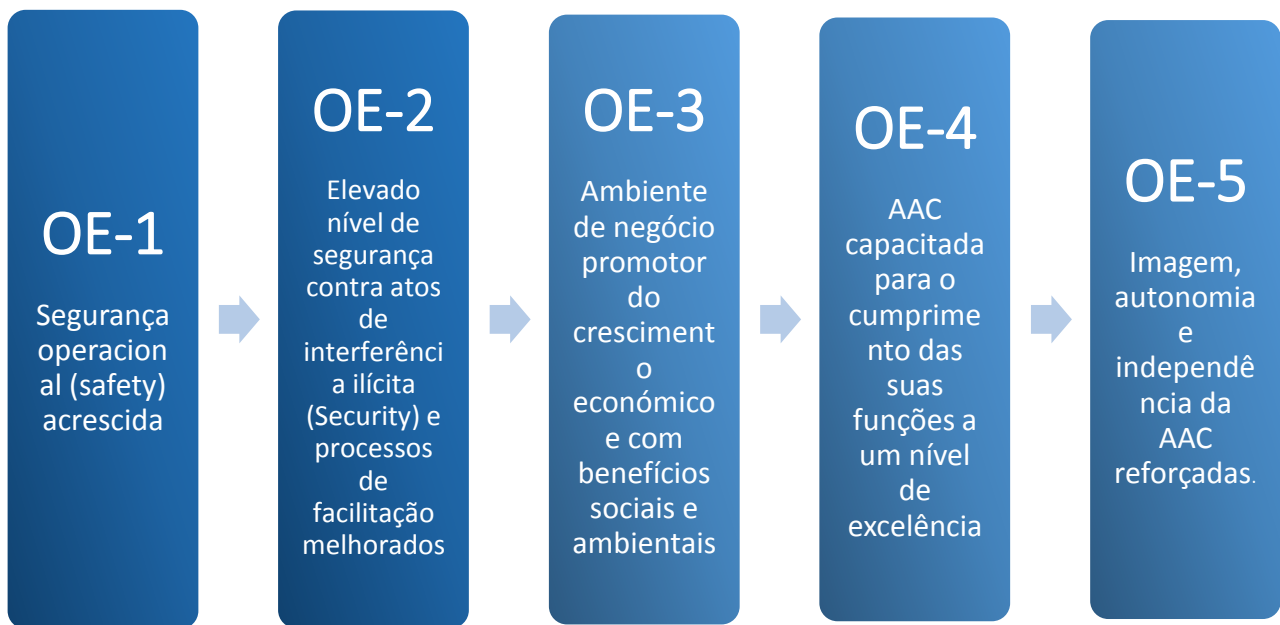 OE-1
Segurança
operacion
al (safety)
acrescida
OE-2
Elevado
nível de
segurança
contra atos
de
interferênci
a ilícita
(Security) e
processos
de
facilitação
melhorados
OE-3
Ambiente
de negócio
promotor
do
cresciment
o
económico
e com
benefícios
sociais e
ambientais
OE-4
AAC
capacitada
para o
cumprime
nto das
suas
funções a
um nível
de
excelência
OE-5
Imagem,
autonomia
e
independê
ncia da
AAC
reforçadas.